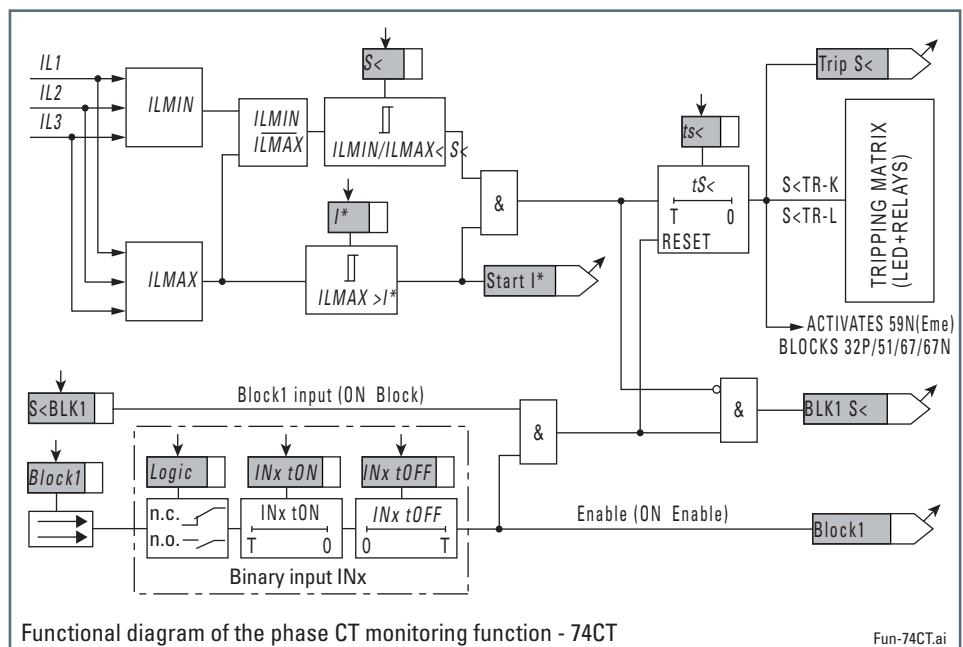 IL1
IL2
IL3
ILMIN
ILMIN
ILMAX
S<
ILMIN/ILMAX< S<
I*
ILMAX
ILMAX >I*
&
Start I*
ts<
tS<
T 0
RESET
Trip S<
S<TR-K
S<TR-L
TRIPPING MATRIX
(LED+RELAYS)
ACTIVATES 59N(Eme)
BLOCKS 32P/51/67/67N
S<BLK1
Block1 input (ON Block)
&
&
BLK1 S<
Block1
Logic
INx tON
INx tOFF
n.c.
n.o.
INx tON
T 0
INx tOFF
0 T
Binary input INx
Enable (ON Enable)
Block1
Functional diagram of the phase CT monitoring function - 74CT
Fun-74CT.ai